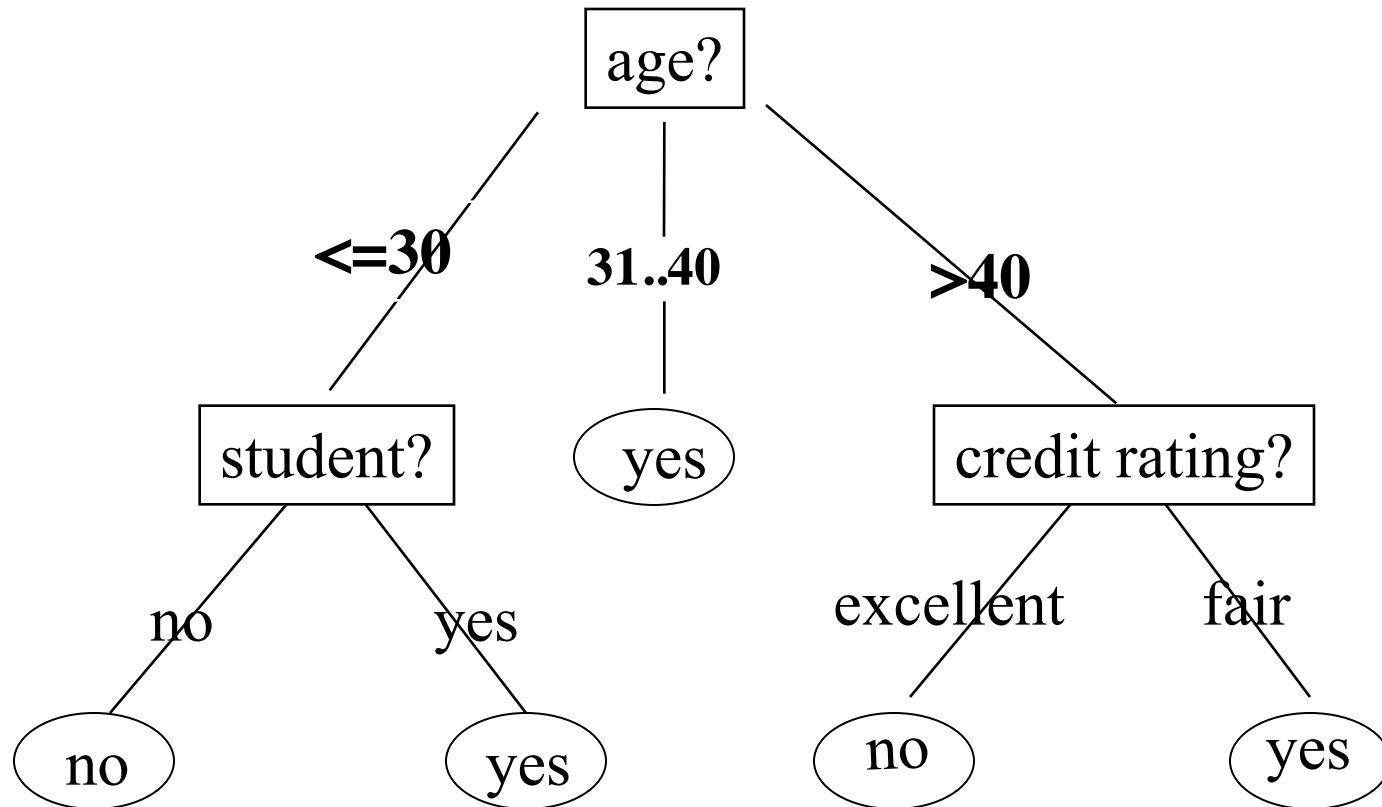 age?
<=30
31..40
>40
student?
yes
credit rating?
no
yes
excellent
fair
no
yes
no
yes